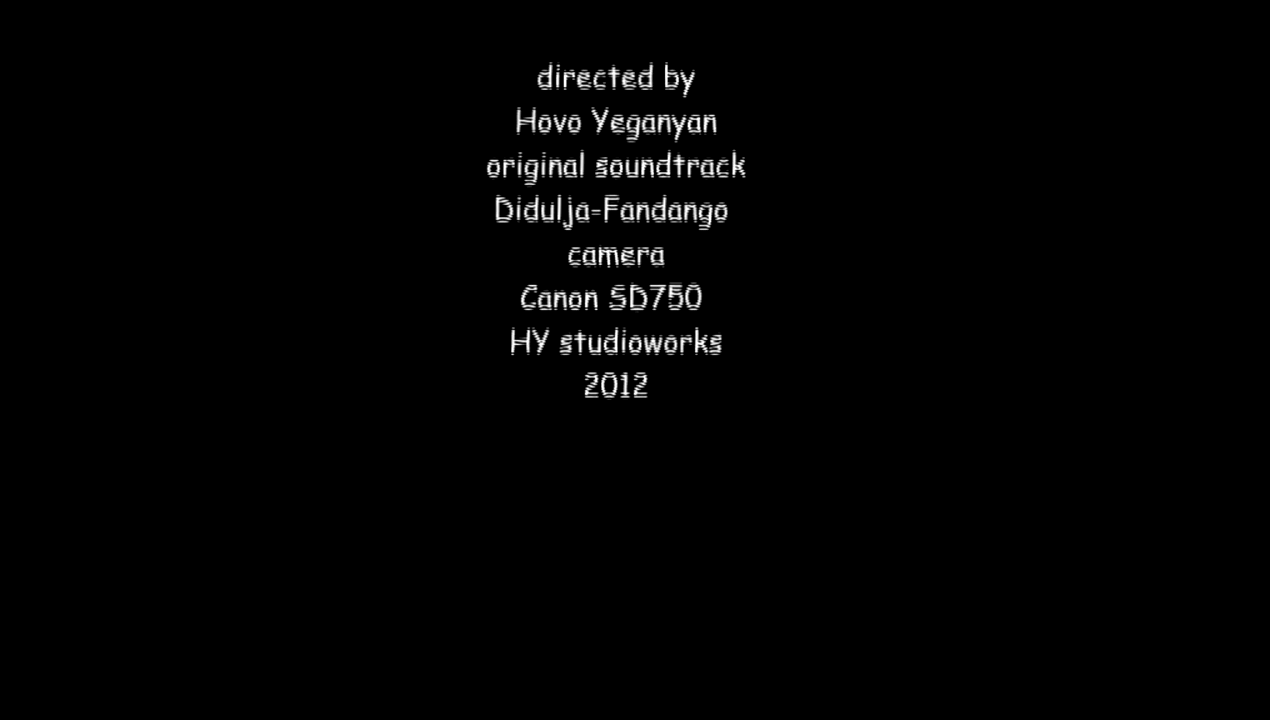 directed by
Hovo Yeganyan
original soundtrack
Didulja-Fandango
camera
Canon SD750
HY studioworks
2012